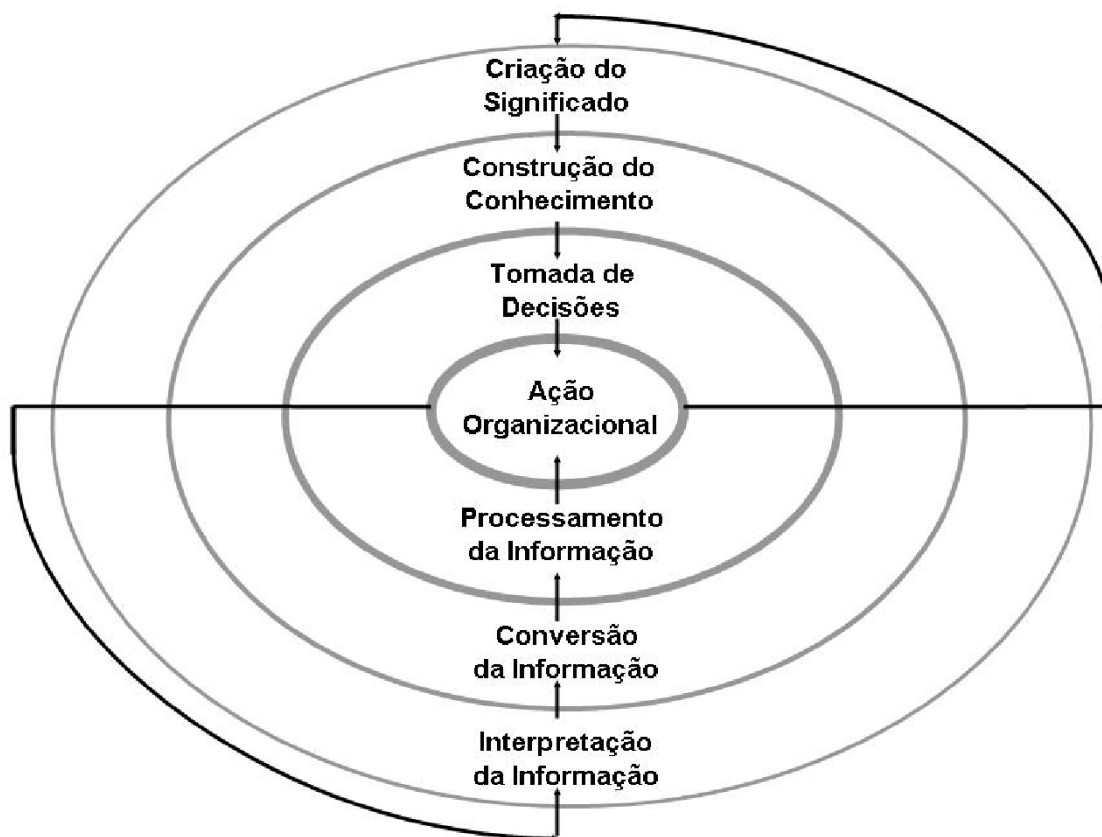 Criação do
Significado
Construção do
Conhecimento
Tomada de
Decisões
Ação
Organizacional
Processamento
da Informação
Conversão
da Informação
Interpretação
da Informação